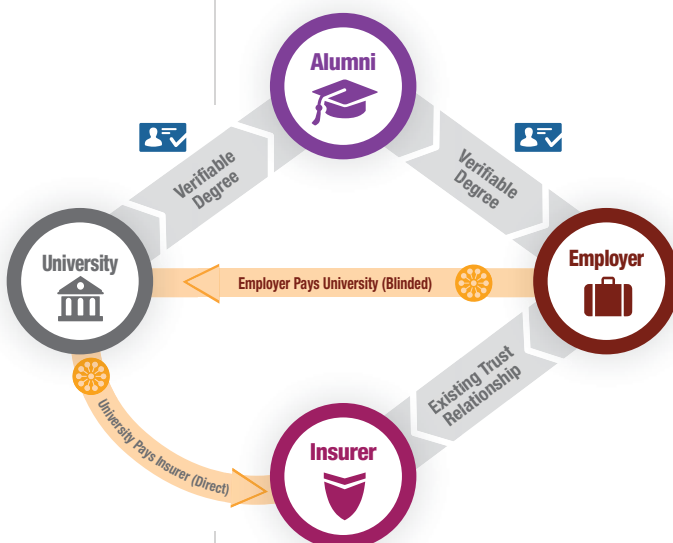 Alumni
Verifiable
Degree
Verifiable
Degree
University
Employer
Employer Pays University (Blinded)
Existing Trust
Relationship
University Pays Insurer (Direct)
Insurer